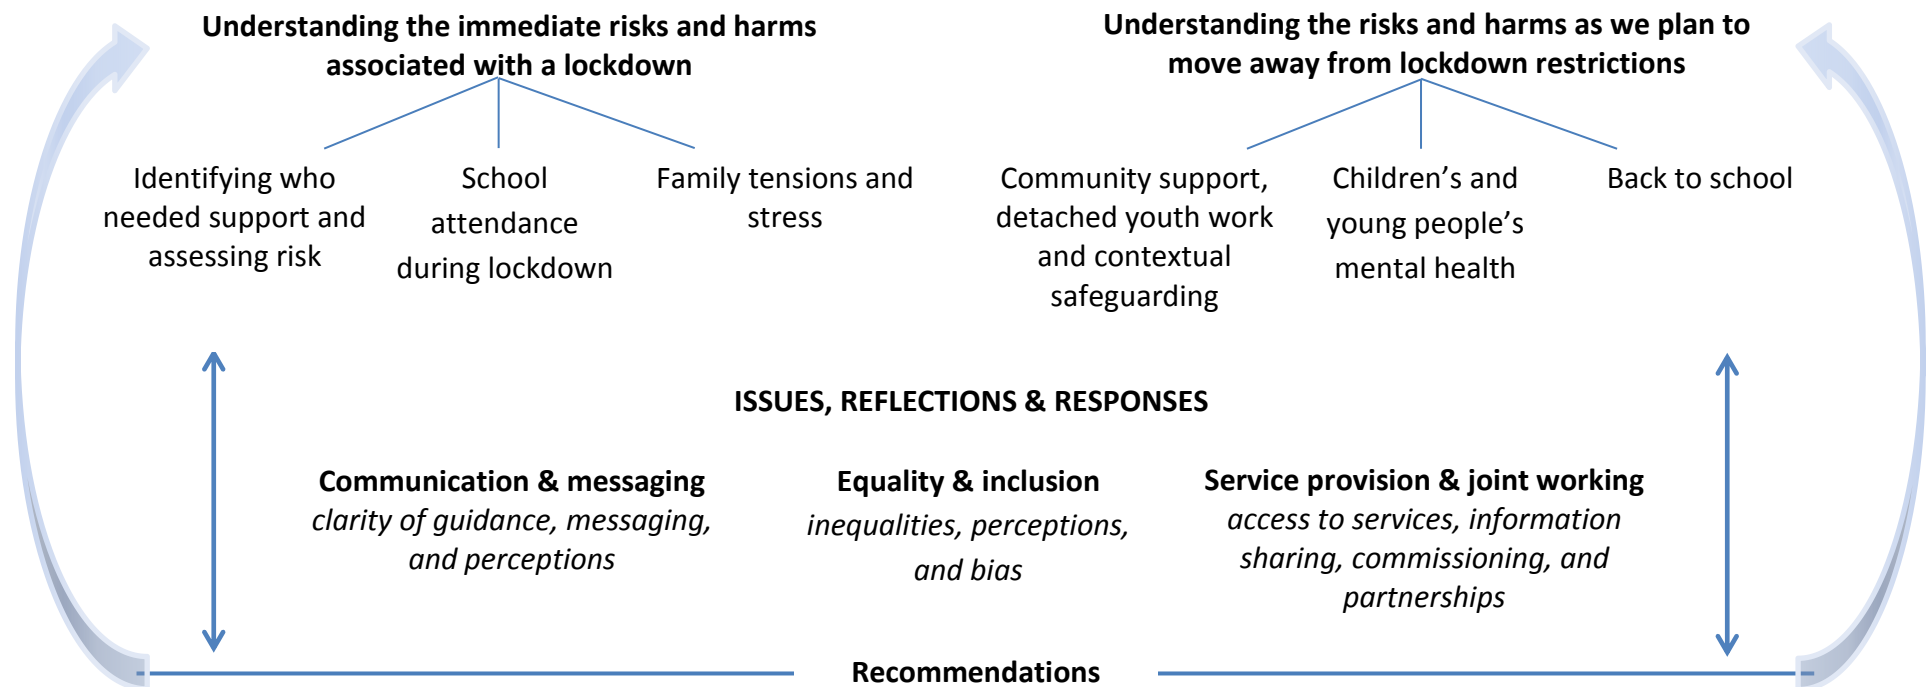 Understanding the immediate risks and harms
associated with a lockdown
Understanding the risks and harms as we plan to
move away from lockdown restrictions
Identifying who
needed support and
assessing risk
School
attendance
during lockdown
Family tensions and
stress
Community support,
detached youth work
and contextual
safeguarding
Children’s and
young people’s
mental health
Back to school
ISSUES, REFLECTIONS & RESPONSES
Communication & messaging
clarity of guidance, messaging,
and perceptions
Equality & inclusion
inequalities, perceptions,
and bias
Service provision & joint working
access to services, information
sharing, commissioning, and
partnerships
Recommendations